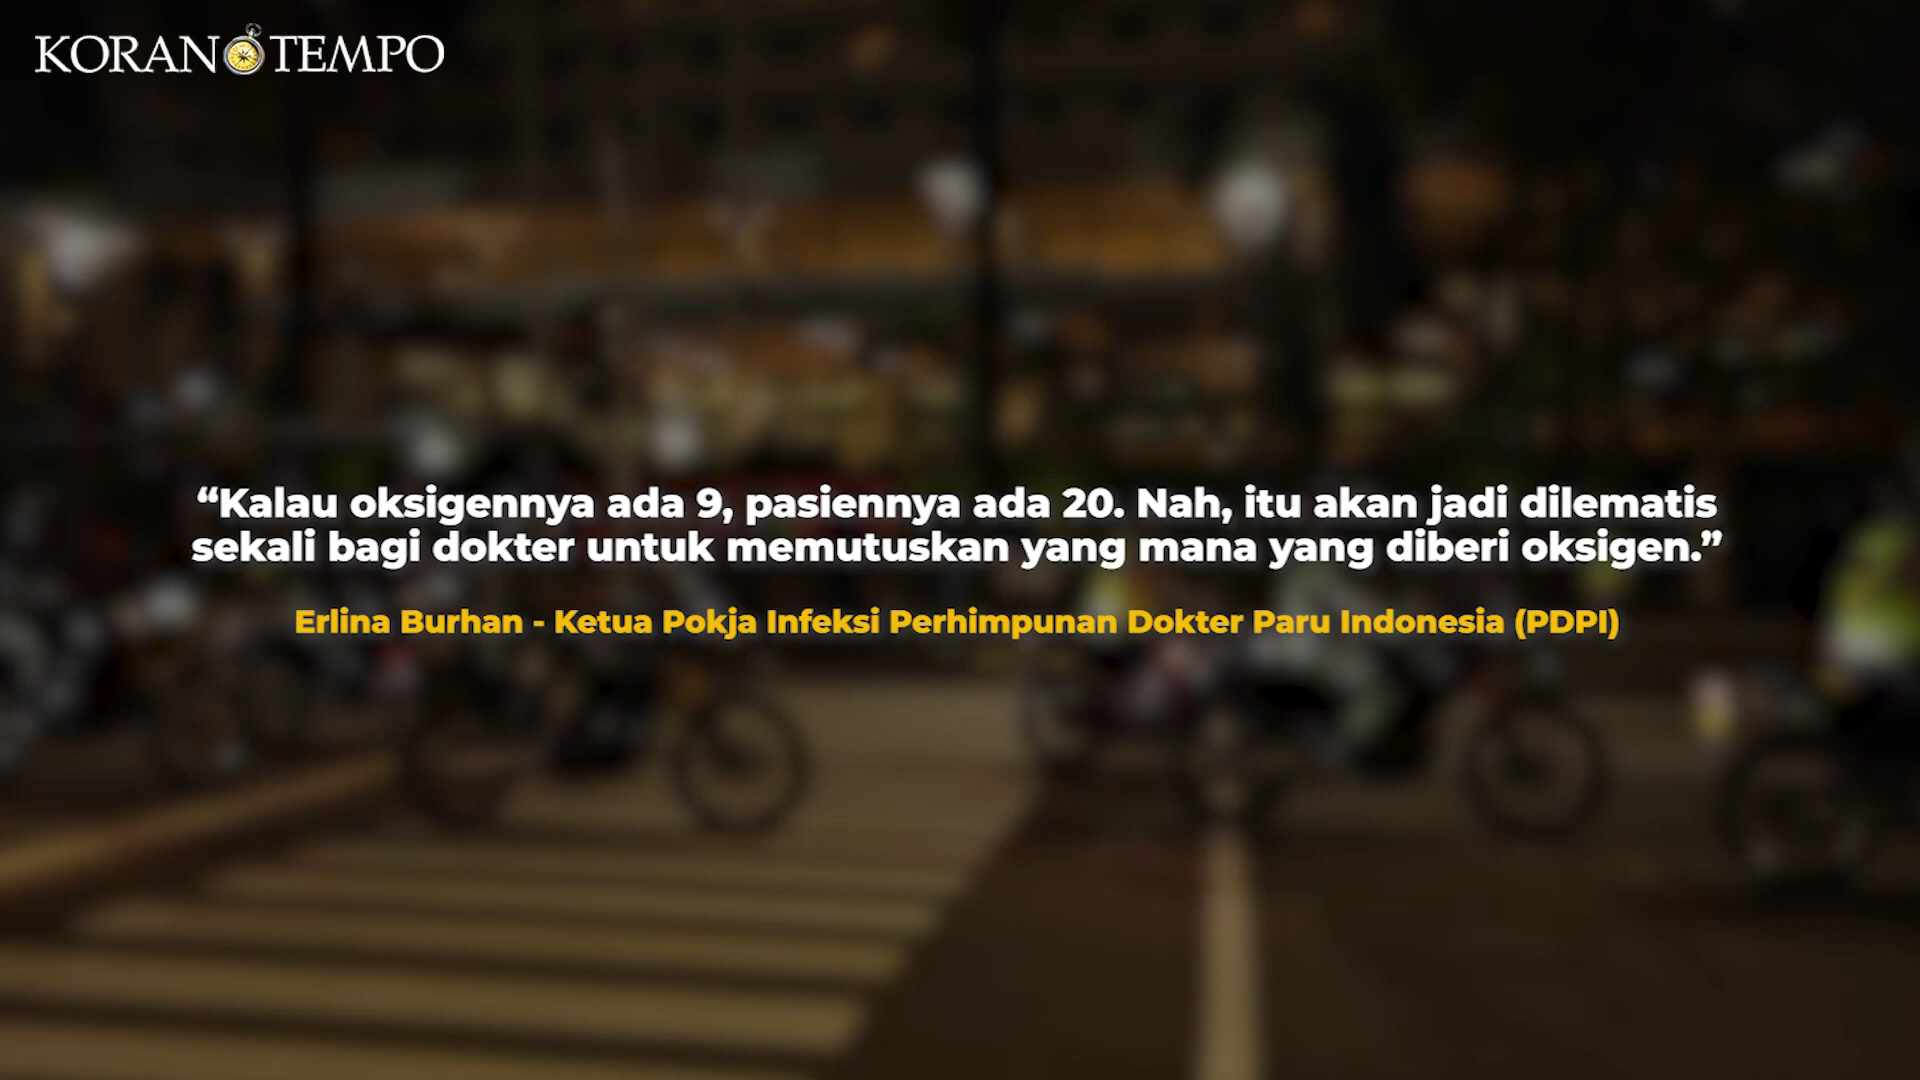 KORAN TEMPO
“Kalau oksigennya ada 9, pasiennya ada 20. Nah, itu akan jadi dilematis
sekali bagi dokter untuk memutuskan yang mana yang diberi oksigen.”
Erlina Burhan - Ketua Pokja Infeksi Perhimpunan Dokter Paru Indonesia (PDPI)